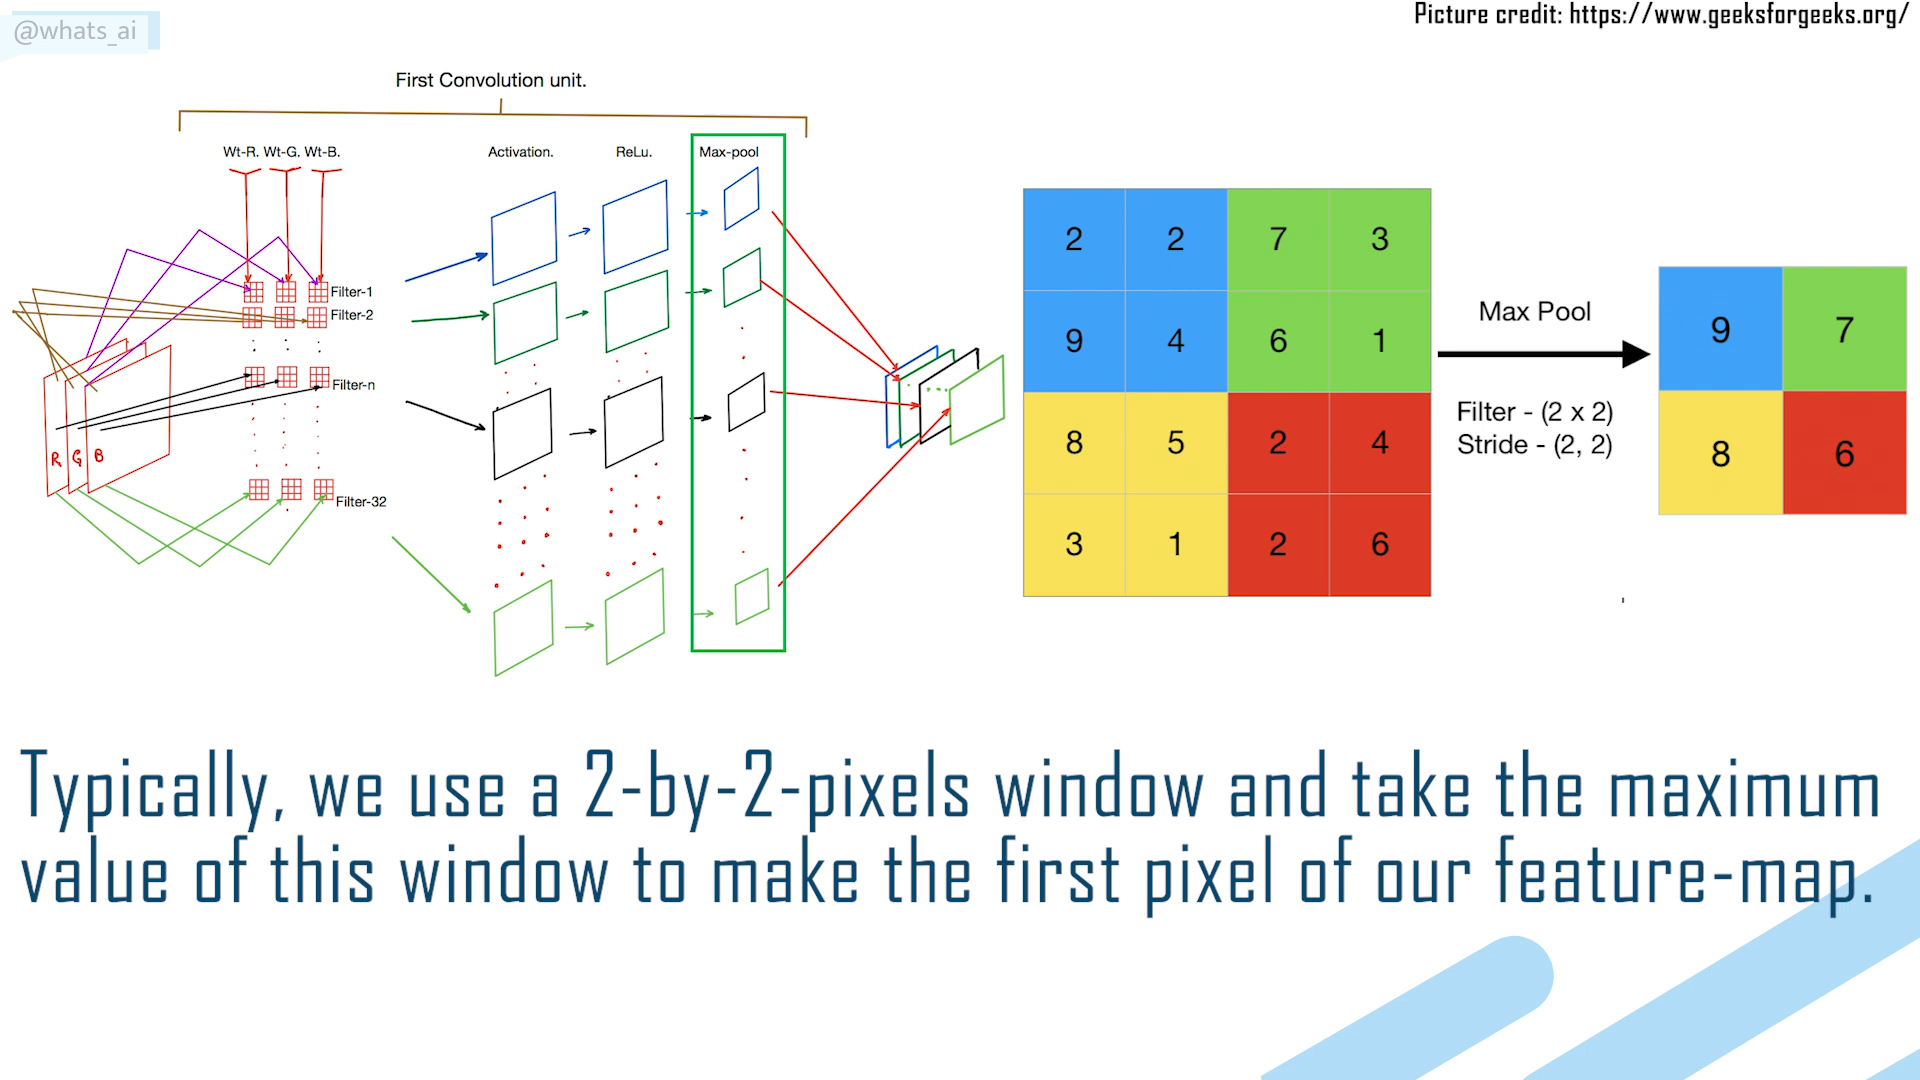 @whats_ai
Picture credit: https://www.geeksforgeeks.org/
First Convolution unit.
Wt-R. Wt-G. Wt-B.
Activation.
ReLu.
Max-pool
Filter-1
Filter-2
Filter-n
Filter-32
R G B
2 2 7 3
9 4 6 1
8 5 2 4
3 1 2 6
Max Pool
Filter - (2 x 2)
Stride - (2, 2)
9 7
8 6
Typically, we use a 2-by-2-pixels window and take the maximum
value of this window to make the first pixel of our feature-map.